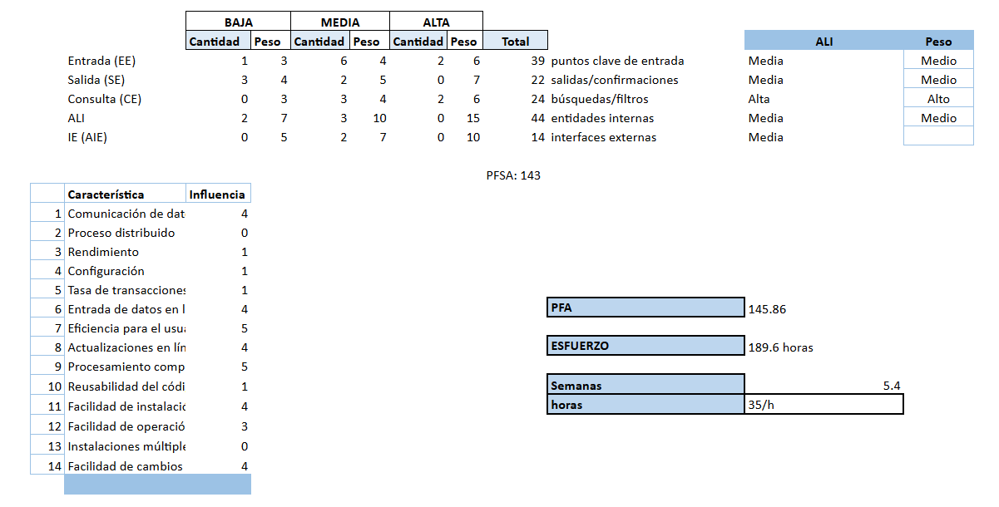 BAJA MEDIA ALTA
Cantidad Peso Cantidad Peso Cantidad Peso Total ALI Peso
Entrada (EE) 1 3 6 4 2 6 39 puntos clave de entrada Media Medio
Salida (SE) 3 4 2 5 0 7 22 salidas/confirmaciones Media Medio
Consulta (CE) 0 3 3 4 2 6 24 búsquedas/filtros Alta Alto
ALI 2 7 3 10 0 15 44 entidades internas Media Medio
IE (AIE) 0 5 2 7 0 10 14 interfaces externas Media
PFSA: 143
Característica Influencia
1 Comunicación de dat 4
2 Proceso distribuido 0
3 Rendimiento 1
4 Configuración 1
5 Tasa de transacciones 1
6 Entrada de datos en l 4
7 Eficiencia para el usua 5
8 Actualizaciones en lín 4
9 Procesamiento comp 5
10 Reusabilidad del códi 1
11 Facilidad de instalaci 4
12 Facilidad de operació 3
13 Instalaciones múltiple 0
14 Facilidad de cambios 4
PFA 145.86
ESFUERZO 189.6 horas
Semanas 5.4
horas 35/h